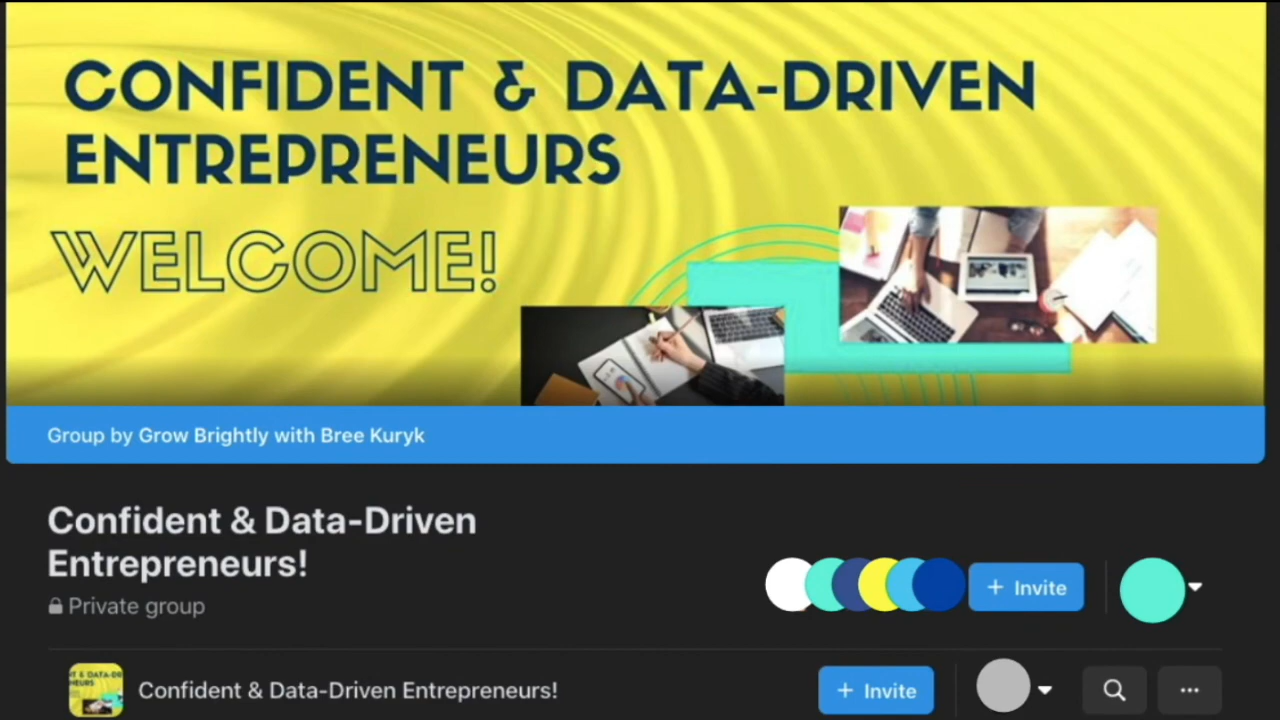 CONFIDENT & DATA-DRIVEN
ENTREPRENEURS
WELCOME!
Group by Grow Brightly with Bree Kuryk
Confident & Data-Driven
Entrepreneurs!
Private group
+ Invite
Confident & Data-Driven Entrepreneurs!
+ Invite